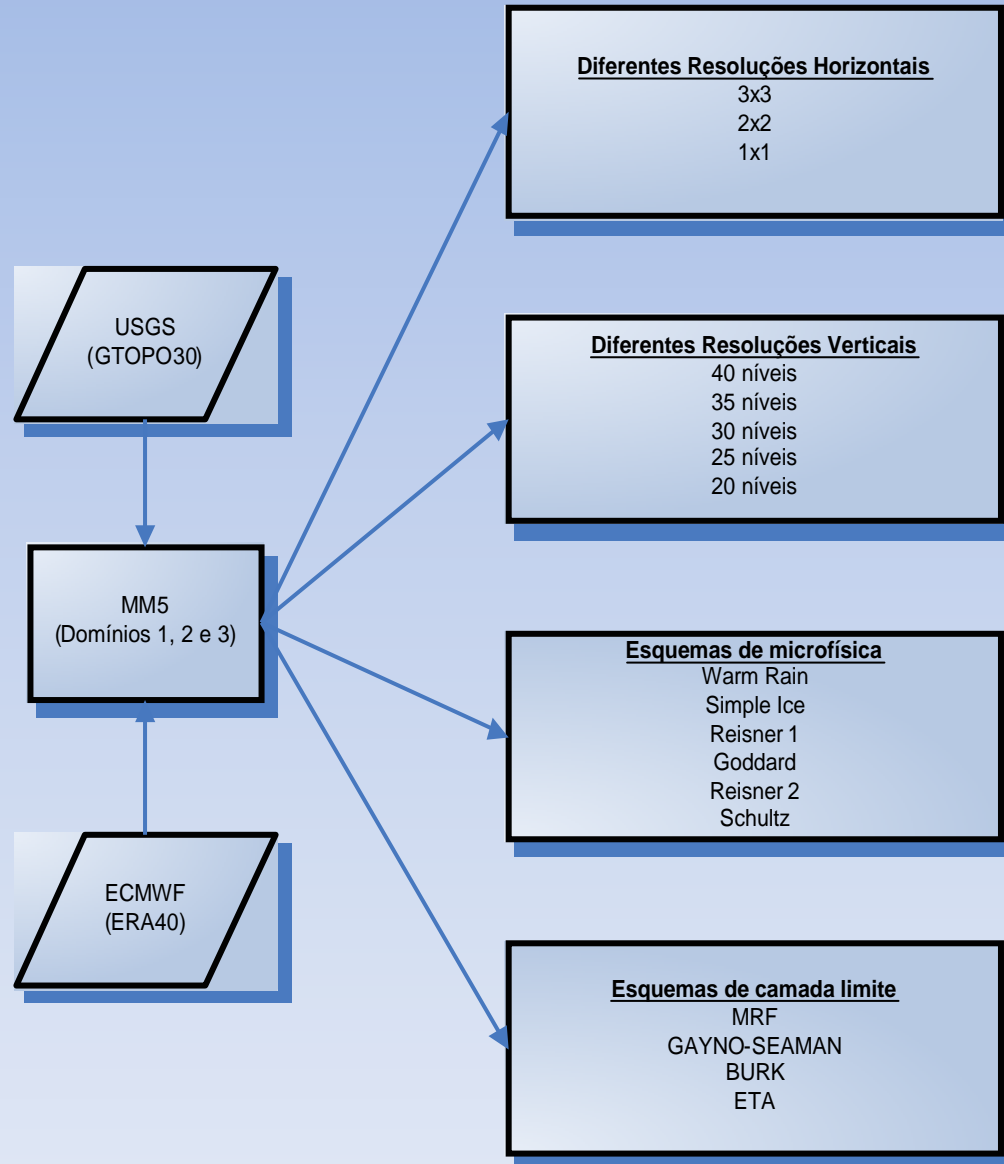 Diferentes Resoluções Horizontais
3x3
2x2
1x1
USGS
(GTOPO30)
Diferentes Resoluções Verticais
40 níveis
35 níveis
30 níveis
25 níveis
20 níveis
MM5
(Domínios 1, 2 e 3)
Esquemas de microfísica
Warm Rain
Simple Ice
Reisner 1
Goddard
Reisner 2
Schultz
ECMWF
(ERA40)
Esquemas de camada limite
MRF
GAYNO-SEAMAN
BURK
ETA